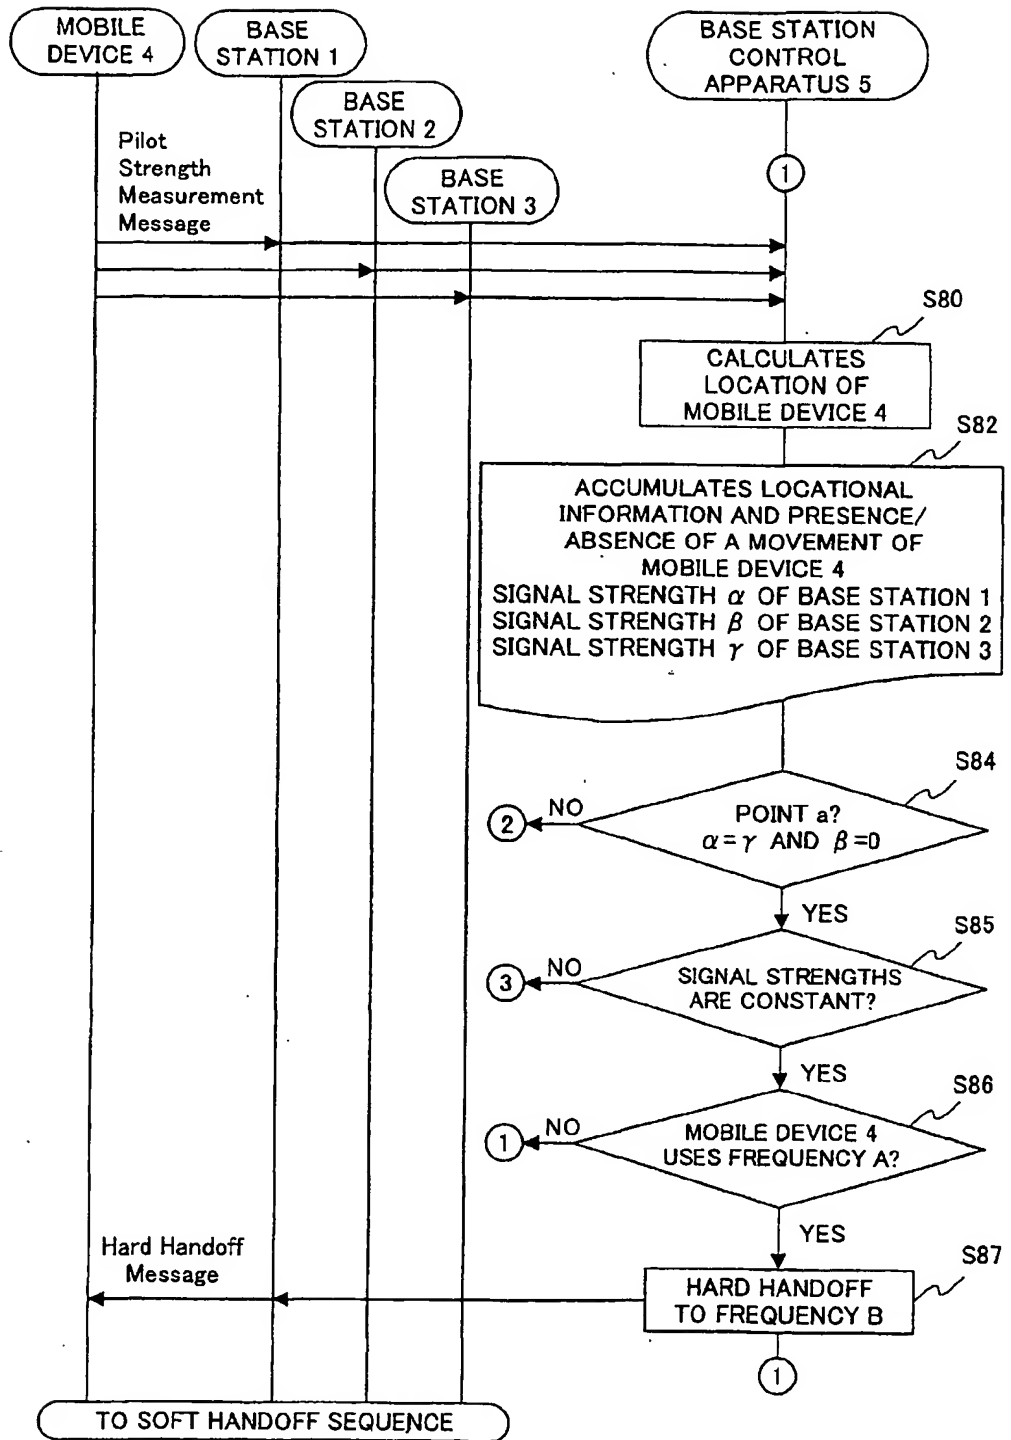 MOBILE
DEVICE 4
BASE
STATION 1
BASE
STATION 2
BASE
STATION 3
BASE STATION
CONTROL
APPARATUS 5
1
Pilot
Strength
Measurement
Message
S80
CALCULATES
LOCATION OF
MOBILE DEVICE 4
S82
ACCUMULATES LOCATIONAL
INFORMATION AND PRESENCE/
ABSENCE OF A MOVEMENT OF
MOBILE DEVICE 4
SIGNAL STRENGTH α OF BASE STATION 1
SIGNAL STRENGTH β OF BASE STATION 2
SIGNAL STRENGTH γ OF BASE STATION 3
S84
POINT a?
α=γ AND β=0
NO
2
YES
S85
SIGNAL STRENGTHS
ARE CONSTANT?
NO
3
YES
S86
MOBILE DEVICE 4
USES FREQUENCY A?
NO
1
YES
S87
HARD HANDOFF
TO FREQUENCY B
Hard Handoff
Message
1
TO SOFT HANDOFF SEQUENCE